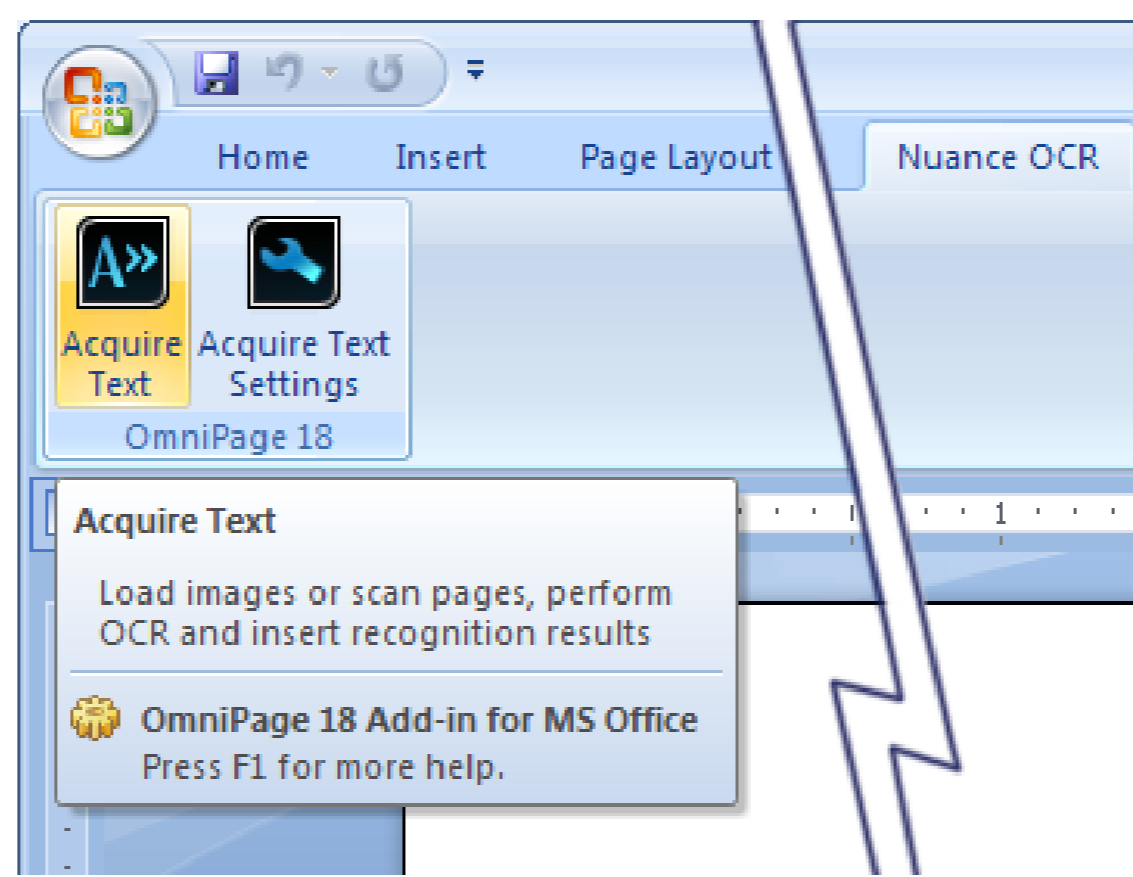 Home Insert Page Layout Nuance OCR
A»
Acquire Text
Acquire Text Settings
OmniPage 18
1
Acquire Text
Load images or scan pages, perform
OCR and insert recognition results
OmniPage 18 Add-in for MS Office
Press F1 for more help.